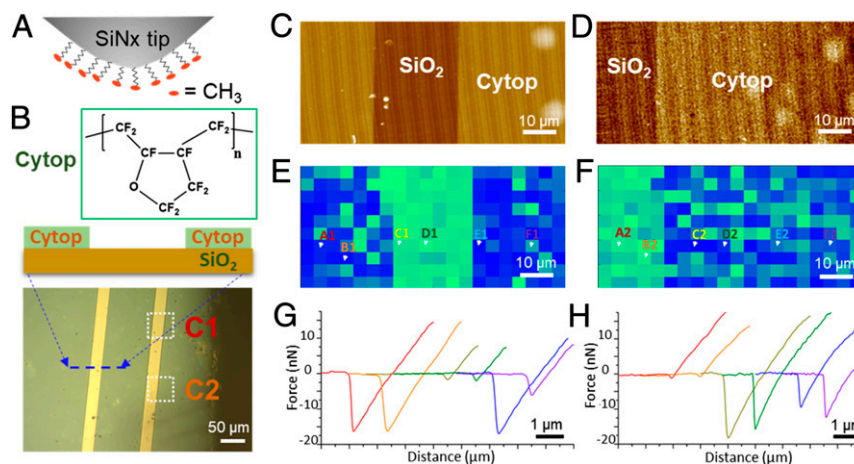 A
SiNx tip
= CH3
B
Cytop
CF2
CF2
n
CF
CF
O
CF2
CF2
CF2
Cytop
Cytop
SiO2
C1
C2
50 µm
C
SiO2
Cytop
10 µm
D
SiO2
Cytop
10 µm
E
A1
B1
C1
D1
E1
F1
10 µm
F
A2
B2
C2
D2
E2
10 µm
G
Force (nN)
10
0
-10
-20
1 µm
Distance (µm)
H
Force (nN)
10
0
-10
-20
1 µm
Distance (µm)